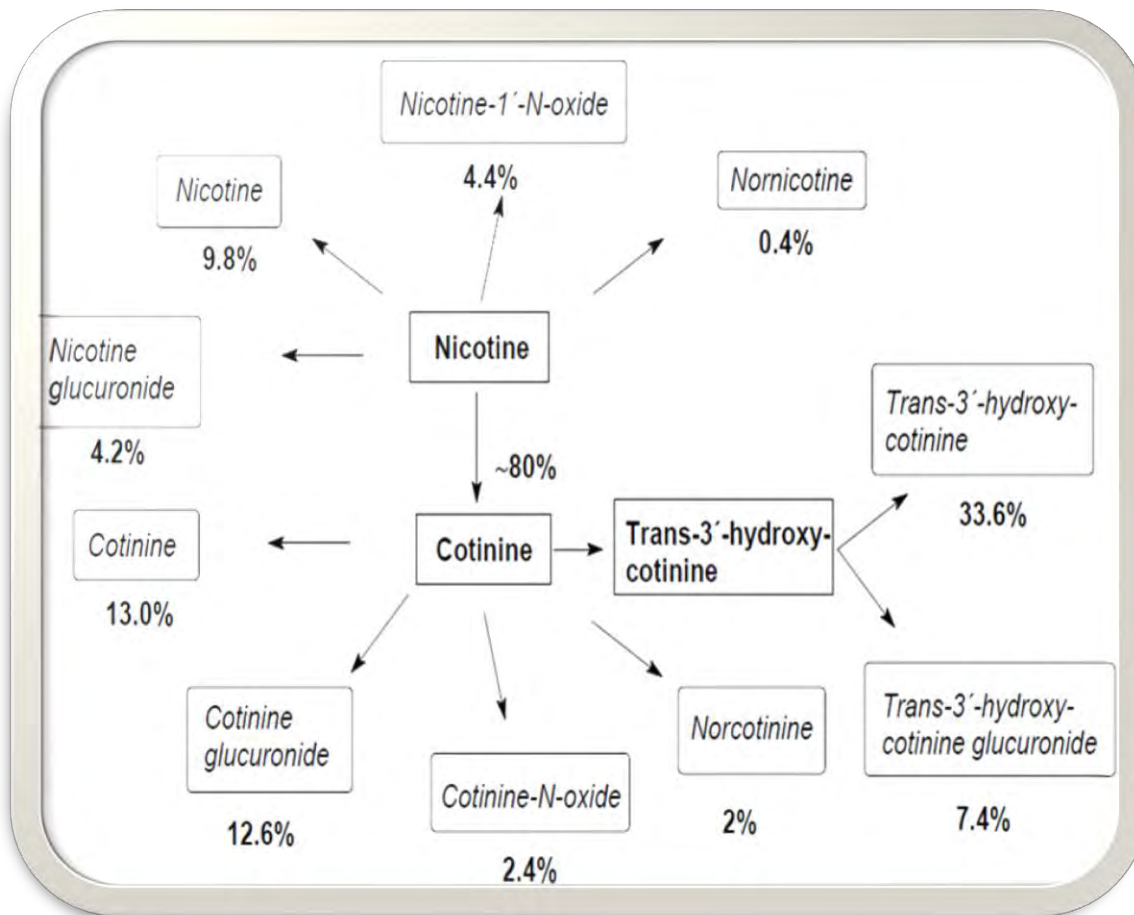 Nicotine-1´-N-oxide
4.4%
Nicotine
9.8%
Nornicotine
0.4%
Nicotine
Nicotine
glucuronide
4.2%
~80%
Trans-3´-hydroxy-
cotinine
33.6%
Cotinine
13.0%
Cotinine
Trans-3´-hydroxy-
cotinine
Cotinine
glucuronide
12.6%
Cotinine-N-oxide
2.4%
Norcotinine
2%
Trans-3´-hydroxy-
cotinine glucuronide
7.4%